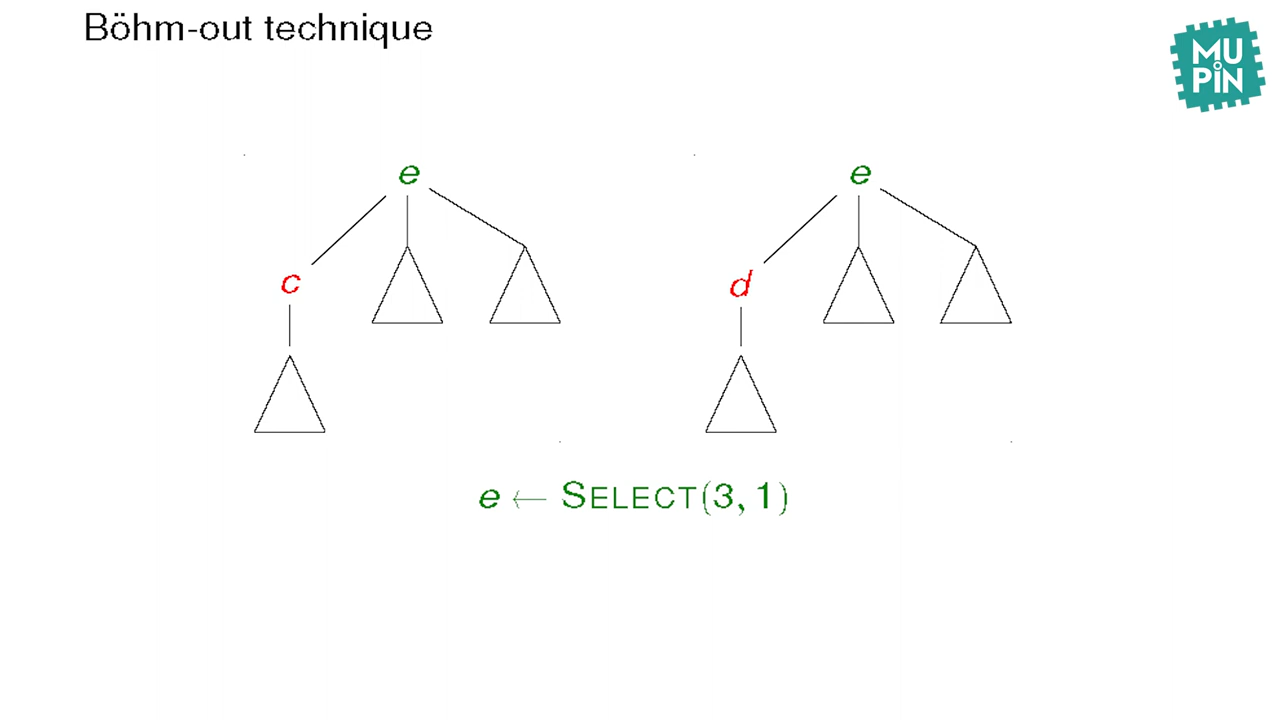 Böhm-out technique
MU
PIN
e e
c d
e ← SELECT(3, 1)